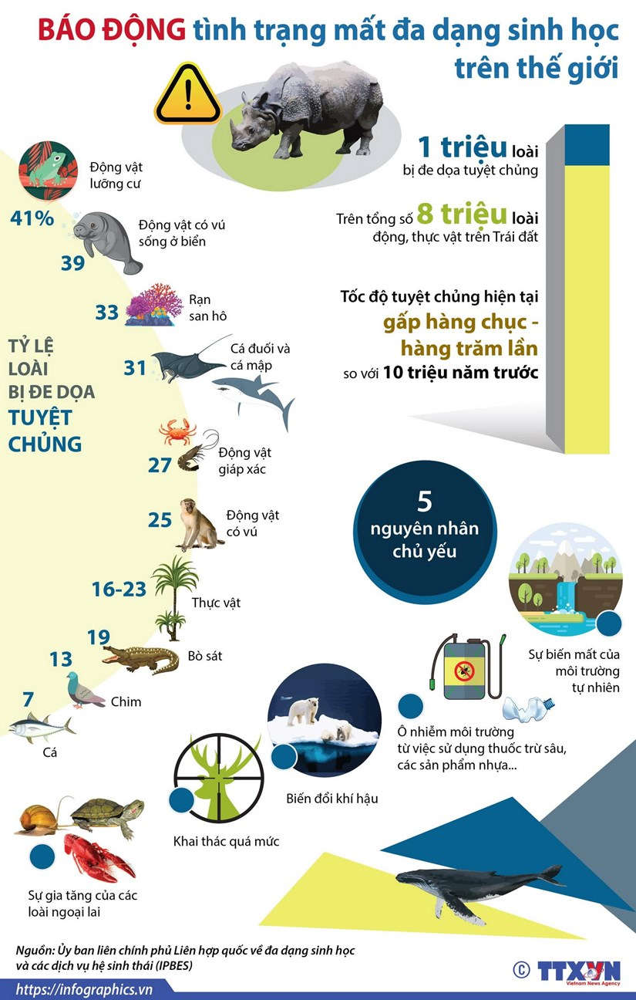 BÁO ĐỘNG tình trạng mất đa dạng sinh học
trên thế giới
1 triệu loài
bị đe dọa tuyệt chủng
Trên tổng số 8 triệu loài
động, thực vật trên Trái đất
Tốc độ tuyệt chủng hiện tại
gấp hàng chục -
hàng trăm lần
so với 10 triệu năm trước
TỶ LỆ
LOÀI
BỊ ĐE DỌA
TUYỆT
CHỦNG
Động vật
lưỡng cư
41%
Động vật có vú
sống ở biển
39
Rạn
san hô
33
Cá đuối và
cá mập
31
Động vật
giáp xác
27
Động vật
có vú
25
16-23
Thực vật
19
Bò sát
13
Chim
7
Cá
5
nguyên nhân
chủ yếu
Sự biến mất của
môi trường
tự nhiên
Ô nhiễm môi trường
từ việc sử dụng thuốc trừ sâu,
các sản phẩm nhựa...
Biến đổi khí hậu
Khai thác quá mức
Sự gia tăng của các
loài ngoại lai
Nguồn: Ủy ban liên chính phủ Liên hợp quốc về đa dạng sinh học
và các dịch vụ hệ sinh thái (IPBES)
© TTXVN
Vietnam News Agency
https://infographics.vn